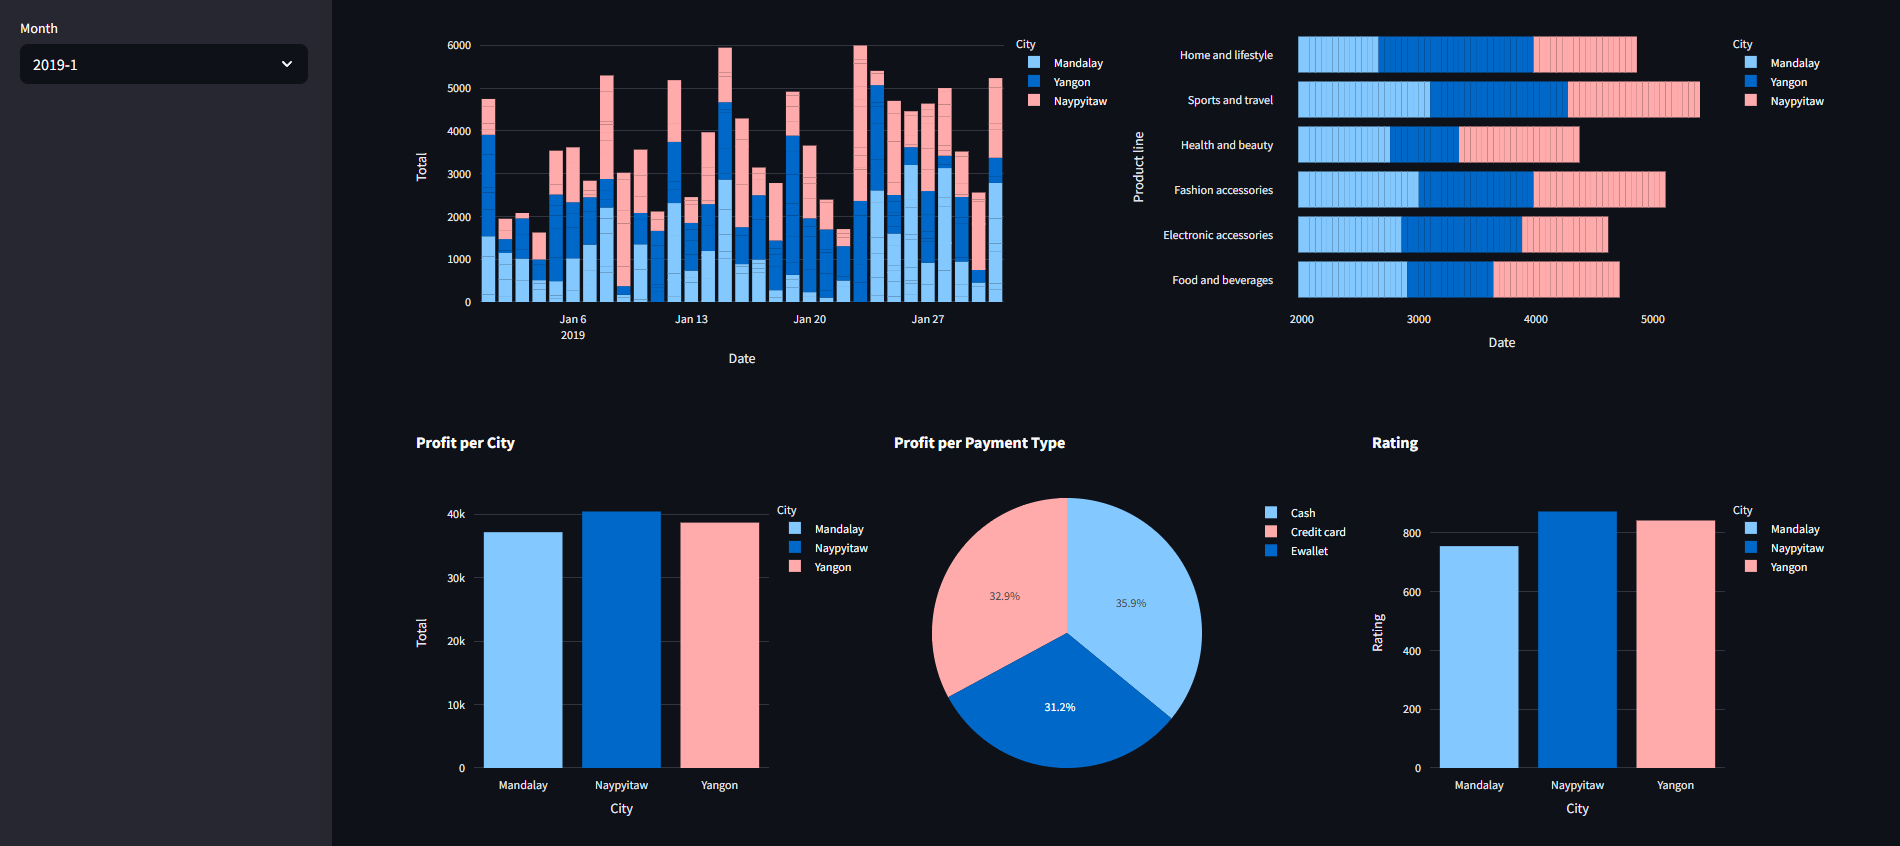 Month
2019-1
6000
5000
4000
3000
2000
1000
0
Total
Jan 6
2019
Jan 13
Jan 20
Jan 27
Date
City
Mandalay
Yangon
Naypyitaw
Product line
Home and lifestyle
Sports and travel
Health and beauty
Fashion accessories
Electronic accessories
Food and beverages
2000
3000
4000
5000
Date
City
Mandalay
Yangon
Naypyitaw
Profit per City
40k
30k
20k
10k
0
Total
Mandalay
Naypyitaw
Yangon
City
City
Mandalay
Naypyitaw
Yangon
Profit per Payment Type
32.9%
35.9%
31.2%
Cash
Credit card
Ewallet
Rating
800
600
400
200
0
Rating
Mandalay
Naypyitaw
Yangon
City
City
Mandalay
Naypyitaw
Yangon